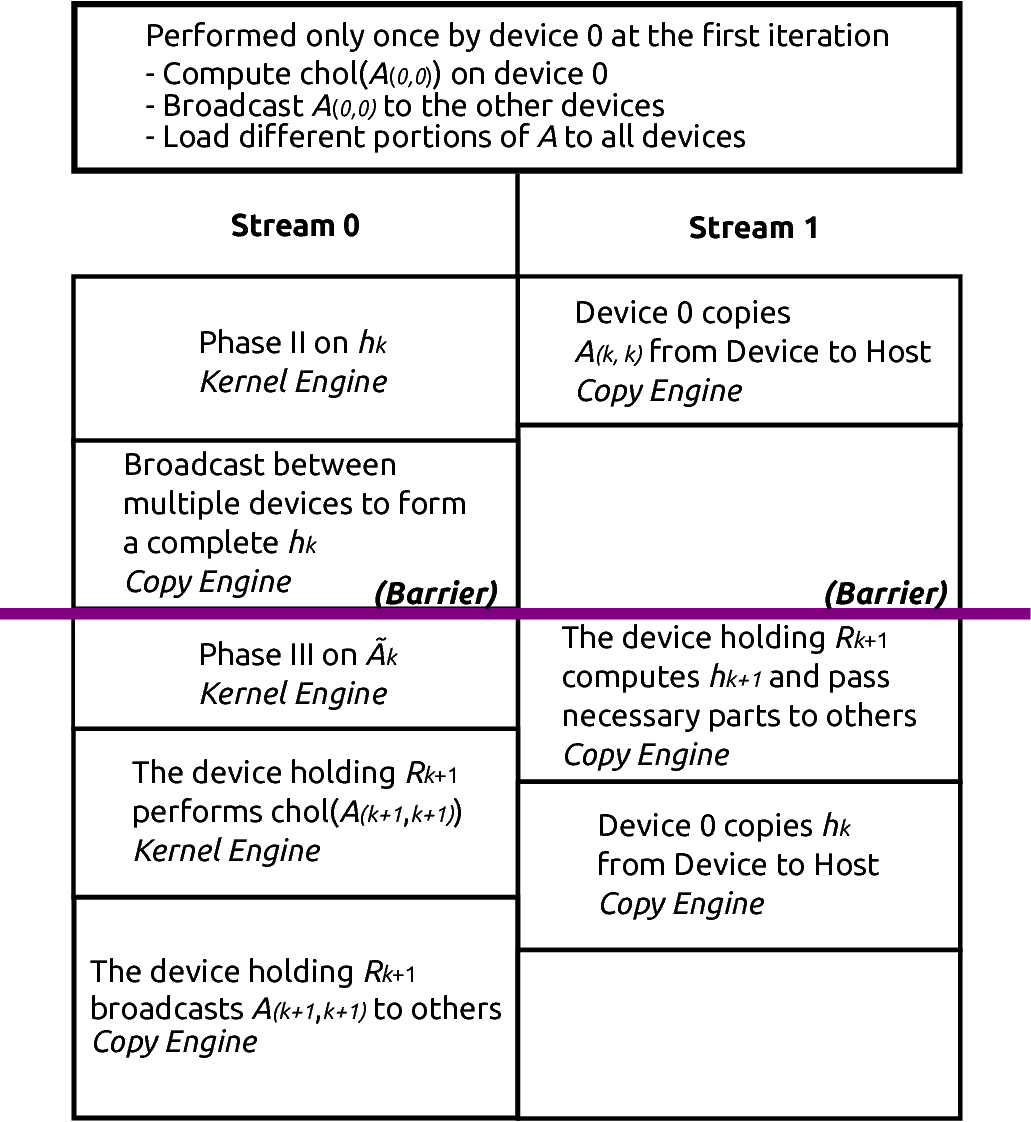 Performed only once by device 0 at the first iteration
- Compute chol(A(0,0)) on device 0
- Broadcast A(0,0) to the other devices
- Load different portions of A to all devices
Stream 0
Stream 1
Phase II on hk
Kernel Engine
Device 0 copies
A(k, k) from Device to Host
Copy Engine
Broadcast between
multiple devices to form
a complete hk
Copy Engine
(Barrier)
(Barrier)
Phase III on Ãk
Kernel Engine
The device holding Rk+1
computes hk+1 and pass
necessary parts to others
Copy Engine
The device holding Rk+1
performs chol(A(k+1,k+1))
Kernel Engine
Device 0 copies hk
from Device to Host
Copy Engine
The device holding Rk+1
broadcasts A(k+1,k+1) to others
Copy Engine